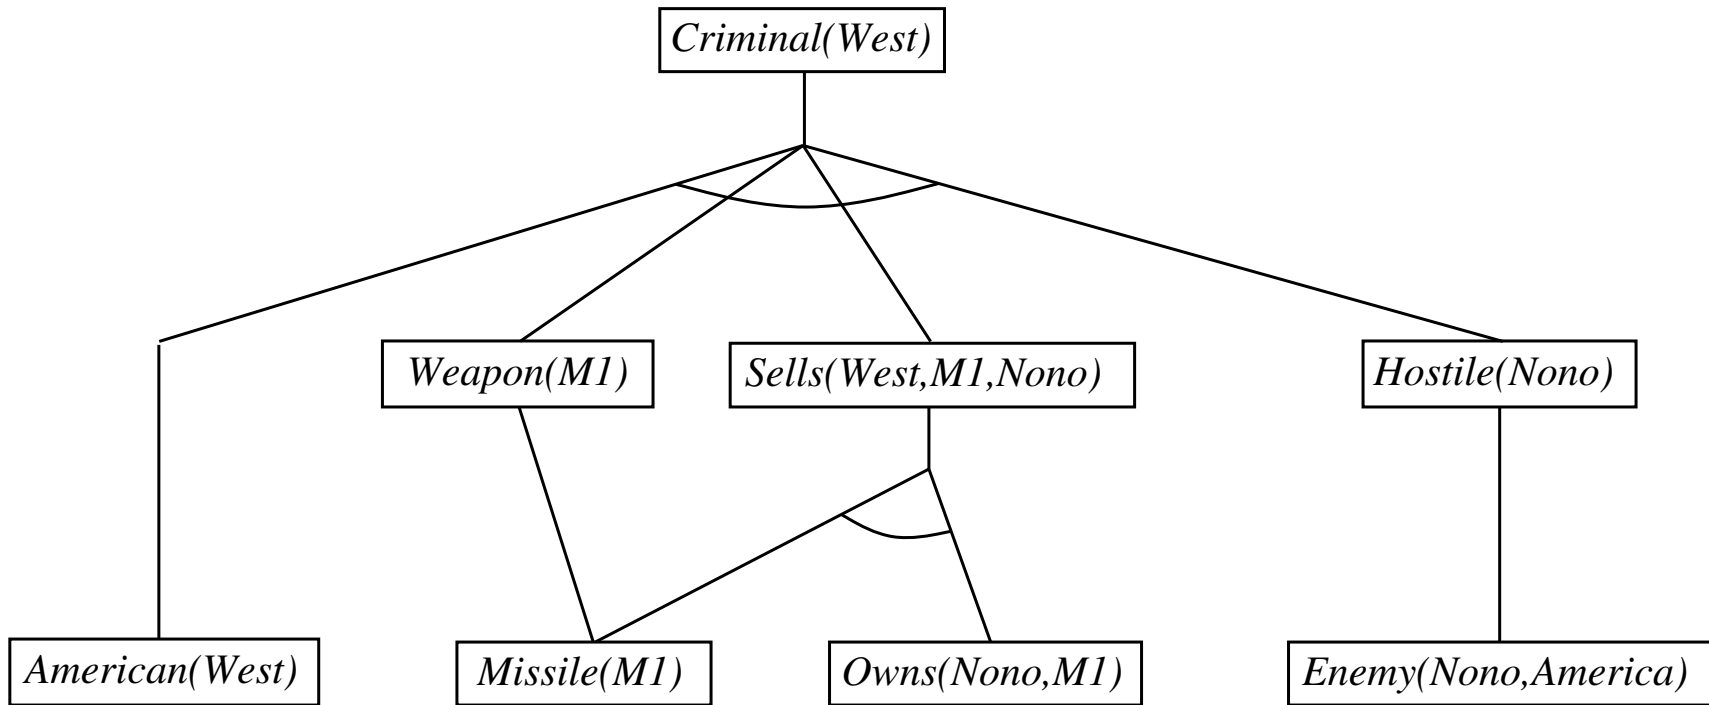 Criminal(West)
Weapon(M1)
Sells(West,M1,Nono)
Hostile(Nono)
American(West)
Missile(M1)
Owns(Nono,M1)
Enemy(Nono,America)